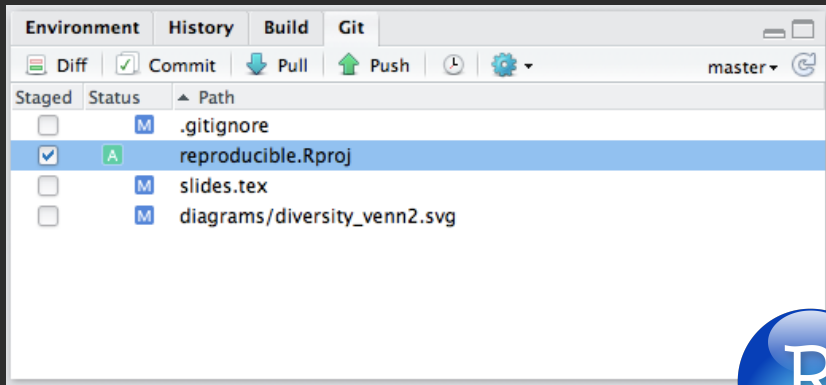 Environment History Build Git
Diff Commit Pull Push master
Staged Status Path
M .gitignore
A reproducible.Rproj
M slides.tex
M diagrams/diversity_venn2.svg
R